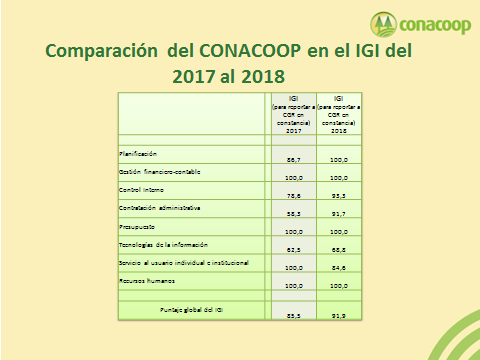 conacoop
Comparación del CONACOOP en el IGI del
2017 al 2018
IGI IGI
(para reportar a (para reportar a
CGR en CGR en
constancia) constancia)
2017 2018
Planificación 86,7 100,0
Gestión financiero-contable 100,0 100,0
Control interno 78,6 93,3
Contratación administrativa 58,3 91,7
Presupuesto 100,0 100,0
Tecnologías de la información 62,5 68,8
Servicio al usuario individual e institucional 100,0 84,6
Recursos humanos 100,0 100,0
Puntaje global del IGI 85,5 91,9